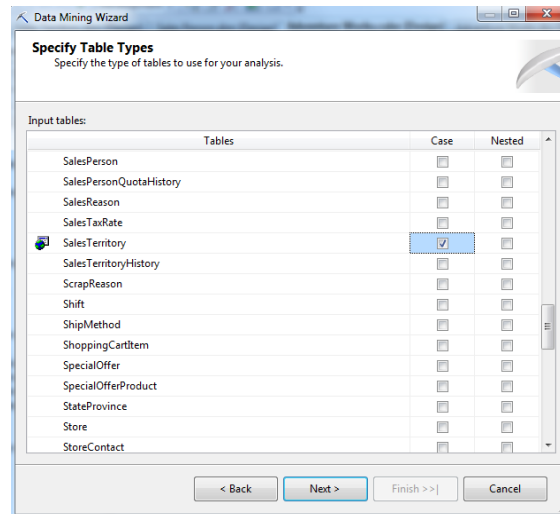 Data Mining Wizard
Specify Table Types
Specify the type of tables to use for your analysis.
Input tables:
Tables Case Nested
SalesPerson
SalesPersonQuotaHistory
SalesReason
SalesTaxRate
SalesTerritory
SalesTerritoryHistory
ScrapReason
Shift
ShipMethod
ShoppingCartItem
SpecialOffer
SpecialOfferProduct
StateProvince
Store
StoreContact
< Back Next > Finish >>| Cancel